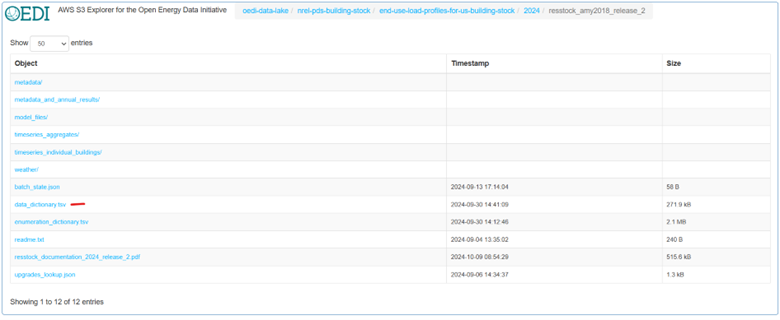 OEDI AWS S3 Explorer for the Open Energy Data Initiative oedi-data-lake / nrel-pds-building-stock / end-use-load-profiles-for-us-building-stock / 2024 / resstock_amy2018_release_2
Show 50 entries
Object Timestamp Size
metadata/
metadata_and_annual_results/
model_files/
timeseries_aggregates/
timeseries_individual_buildings/
weather/
batch_state.json 2024-09-13 17:14:04 58 B
data_dictionary.tsv 2024-09-30 14:41:09 271.9 kB
enumeration_dictionary.tsv 2024-09-30 14:12:46 2.1 MB
readme.txt 2024-09-04 13:35:02 240 B
resstock_documentation_2024_release_2.pdf 2024-10-09 08:54:29 515.6 kB
upgrades_lookup.json 2024-09-06 14:34:37 1.3 kB
Showing 1 to 12 of 12 entries